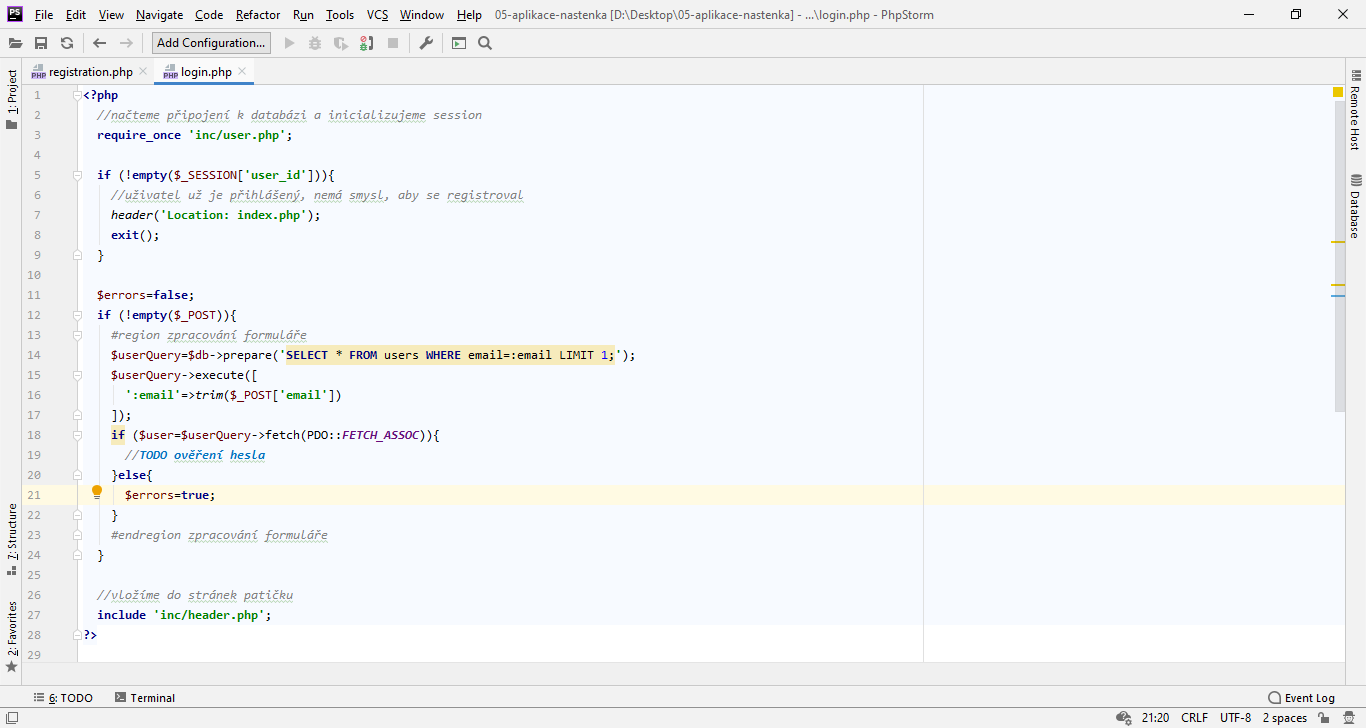 PS File Edit View Navigate Code Refactor Run Tools VCS Window Help 05-aplikace-nastenka [D:\Desktop\05-aplikace-nastenka] - ...\login.php - PhpStorm
Add Configuration...
registration.php login.php
1: Project
7: Structure
2: Favorites
Remote Host
Database
1 <?php
2 //načteme připojení k databázi a inicializujeme session
3 require_once 'inc/user.php';
4
5 if (!empty($_SESSION['user_id'])){
6 //uživatel už je přihlášený, nemá smysl, aby se registroval
7 header('Location: index.php');
8 exit();
9 }
10
11 $errors=false;
12 if (!empty($_POST)){
13 #region zpracování formuláře
14 $userQuery=$db->prepare('SELECT * FROM users WHERE email=:email LIMIT 1;');
15 $userQuery->execute([
16 ':email'=>trim($_POST['email'])
17 ]);
18 if ($user=$userQuery->fetch(PDO::FETCH_ASSOC)){
19 //TODO ověření hesla
20 }else{
21 $errors=true;
22 }
23 #endregion zpracování formuláře
24 }
25
26 //vložíme do stránek patičku
27 include 'inc/header.php';
28 ?>
29
6: TODO Terminal Event Log
21:20 CRLF UTF-8 2 spaces